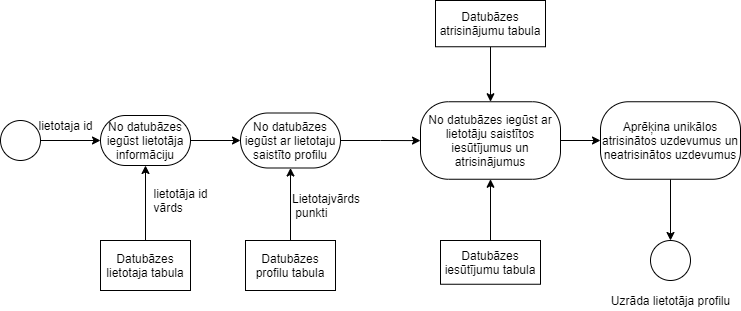 Datubāzes
atrisinājumu tabula
lietotaja id
No datubāzes
iegūst lietotāja
informāciju
No datubāzes
iegūst ar lietotaju
saistīto profilu
No datubāzes iegūst ar
lietotāju saistītos
iesūtījumus un
atrisinājumus
Aprēķina unikālos
atrisinātos uzdevumus un
neatrisinātos uzdevumus
lietotāja id
vārds
Lietotajvārds
punkti
Datubāzes
lietotaja tabula
Datubāzes
profilu tabula
Datubāzes
iesūtījumu tabula
Uzrāda lietotāja profilu